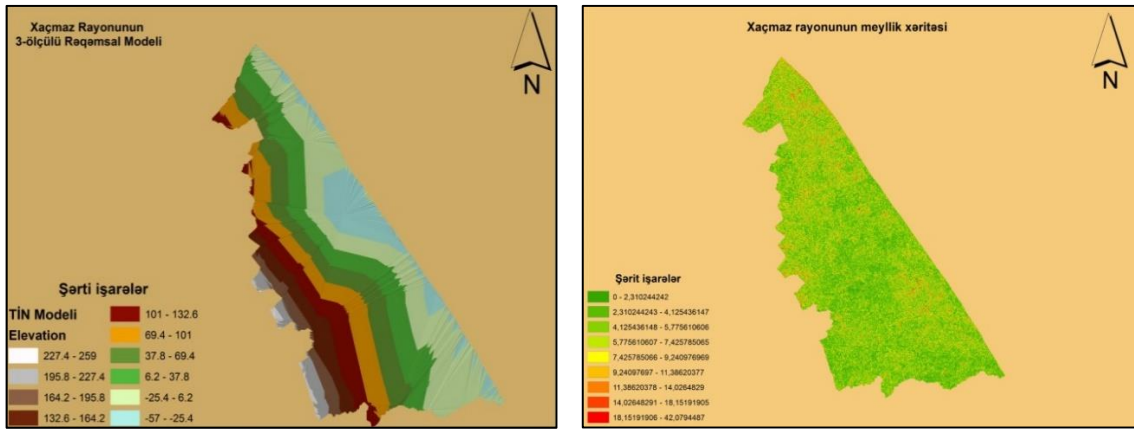 Xaçmaz Rayonunun
3-ölçülü Rəqəmsal Modeli
N
Şərti işarələr
TİN Modeli
Elevation
227.4 - 259
195.8 - 227.4
164.2 - 195.8
132.6 - 164.2
101 - 132.6
69.4 - 101
37.8 - 69.4
6.2 - 37.8
-25.4 - 6.2
-57 - -25.4
Xaçmaz rayonunun meyllik xəritəsi
N
Şərit işarələr
0 - 2,310244242
2,310244243 - 4,125436147
4,125436148 - 5,775610606
5,775610607 - 7,425785065
7,425785066 - 9,240976969
9,24097697 - 11,38620377
11,38620378 - 14,0264829
14,02648291 - 18,15191905
18,15191906 - 42,0794487